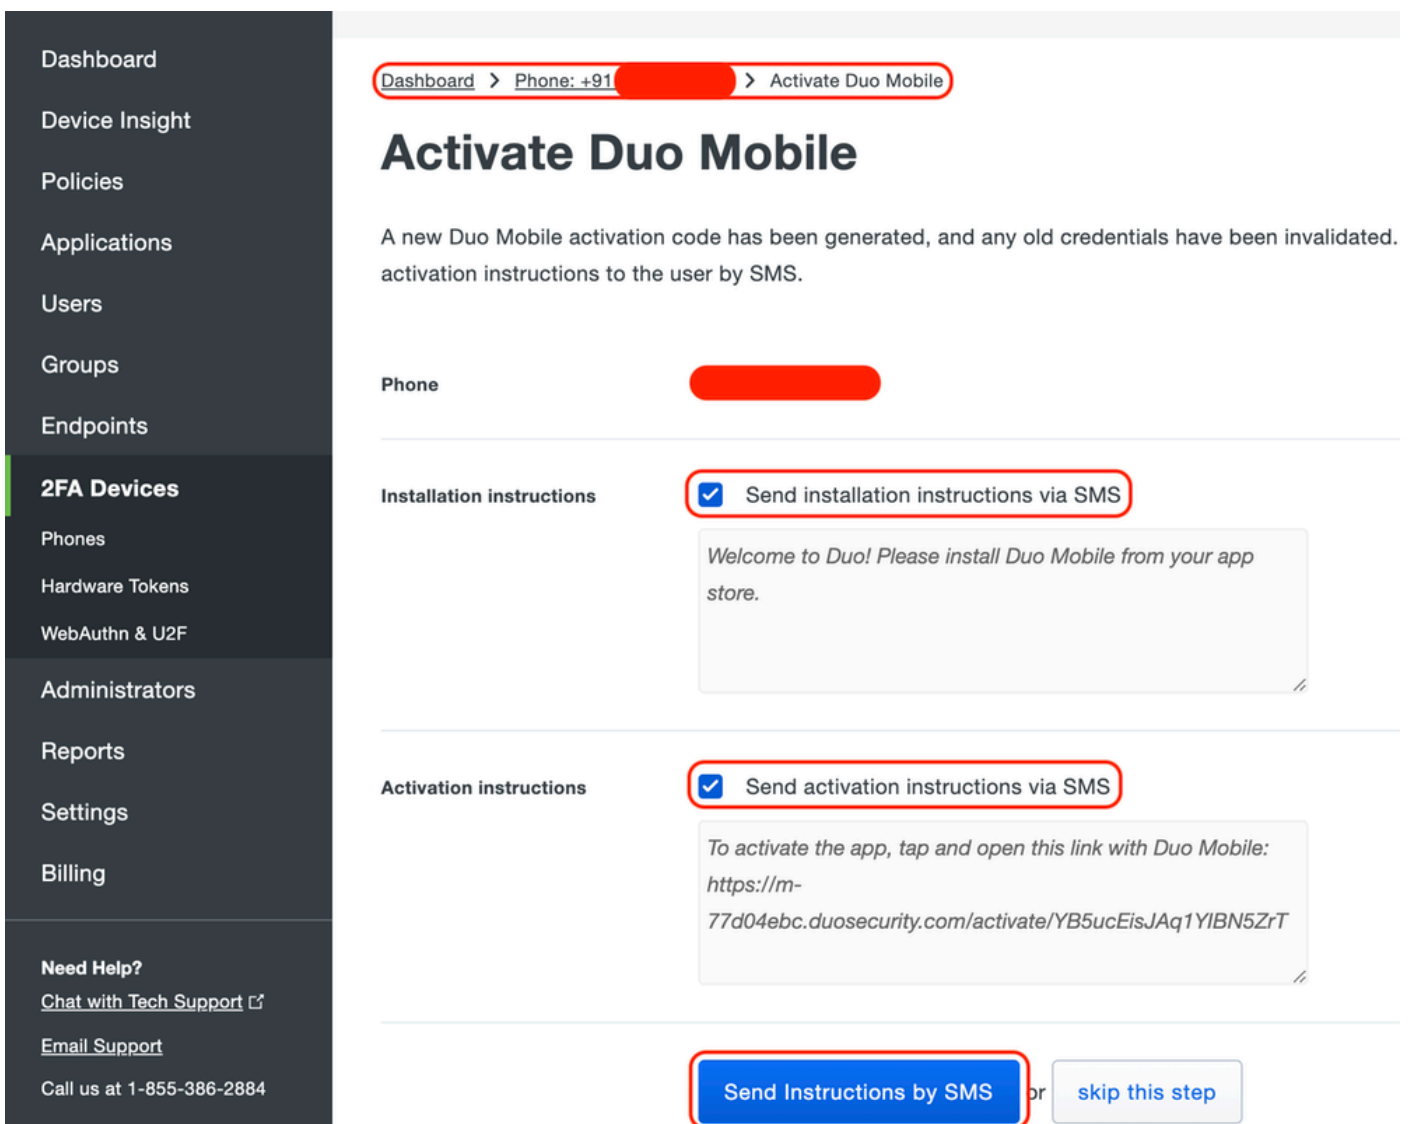 Dashboard
Device Insight
Policies
Applications
Users
Groups
Endpoints
2FA Devices
Phones
Hardware Tokens
WebAuthn & U2F
Administrators
Reports
Settings
Billing
Need Help?
Chat with Tech Support
Email Support
Call us at 1-855-386-2884
Dashboard > Phone: +91 > Activate Duo Mobile
Activate Duo Mobile
A new Duo Mobile activation code has been generated, and any old credentials have been invalidated.
activation instructions to the user by SMS.
Phone
Installation instructions
Send installation instructions via SMS
Welcome to Duo! Please install Duo Mobile from your app
store.
Activation instructions
Send activation instructions via SMS
To activate the app, tap and open this link with Duo Mobile:
https://m-
77d04ebc.duosecurity.com/activate/YB5ucEisJAq1YIBN5ZrT
Send Instructions by SMS or skip this step